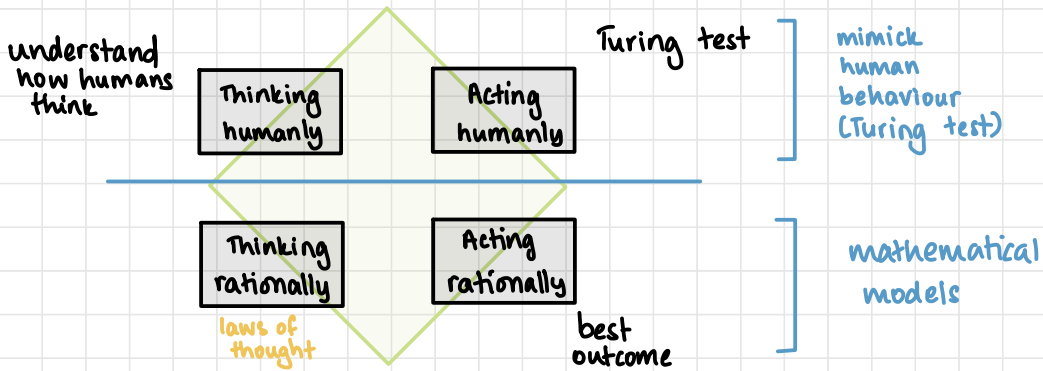 understand
how humans
think
Thinking
humanly
Acting
humanly
Turing test
mimick
human
behaviour
(Turing test)
Thinking
rationally
laws of
thought
Acting
rationally
best
outcome
mathematical
models